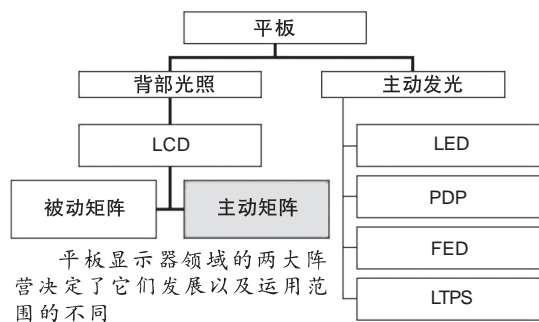 平板
背部光照
主动发光
LCD
LED
被动矩阵
主动矩阵
PDP
FED
LTPS
平板显示器领域的两大阵
营决定了它们发展以及运用范
围的不同